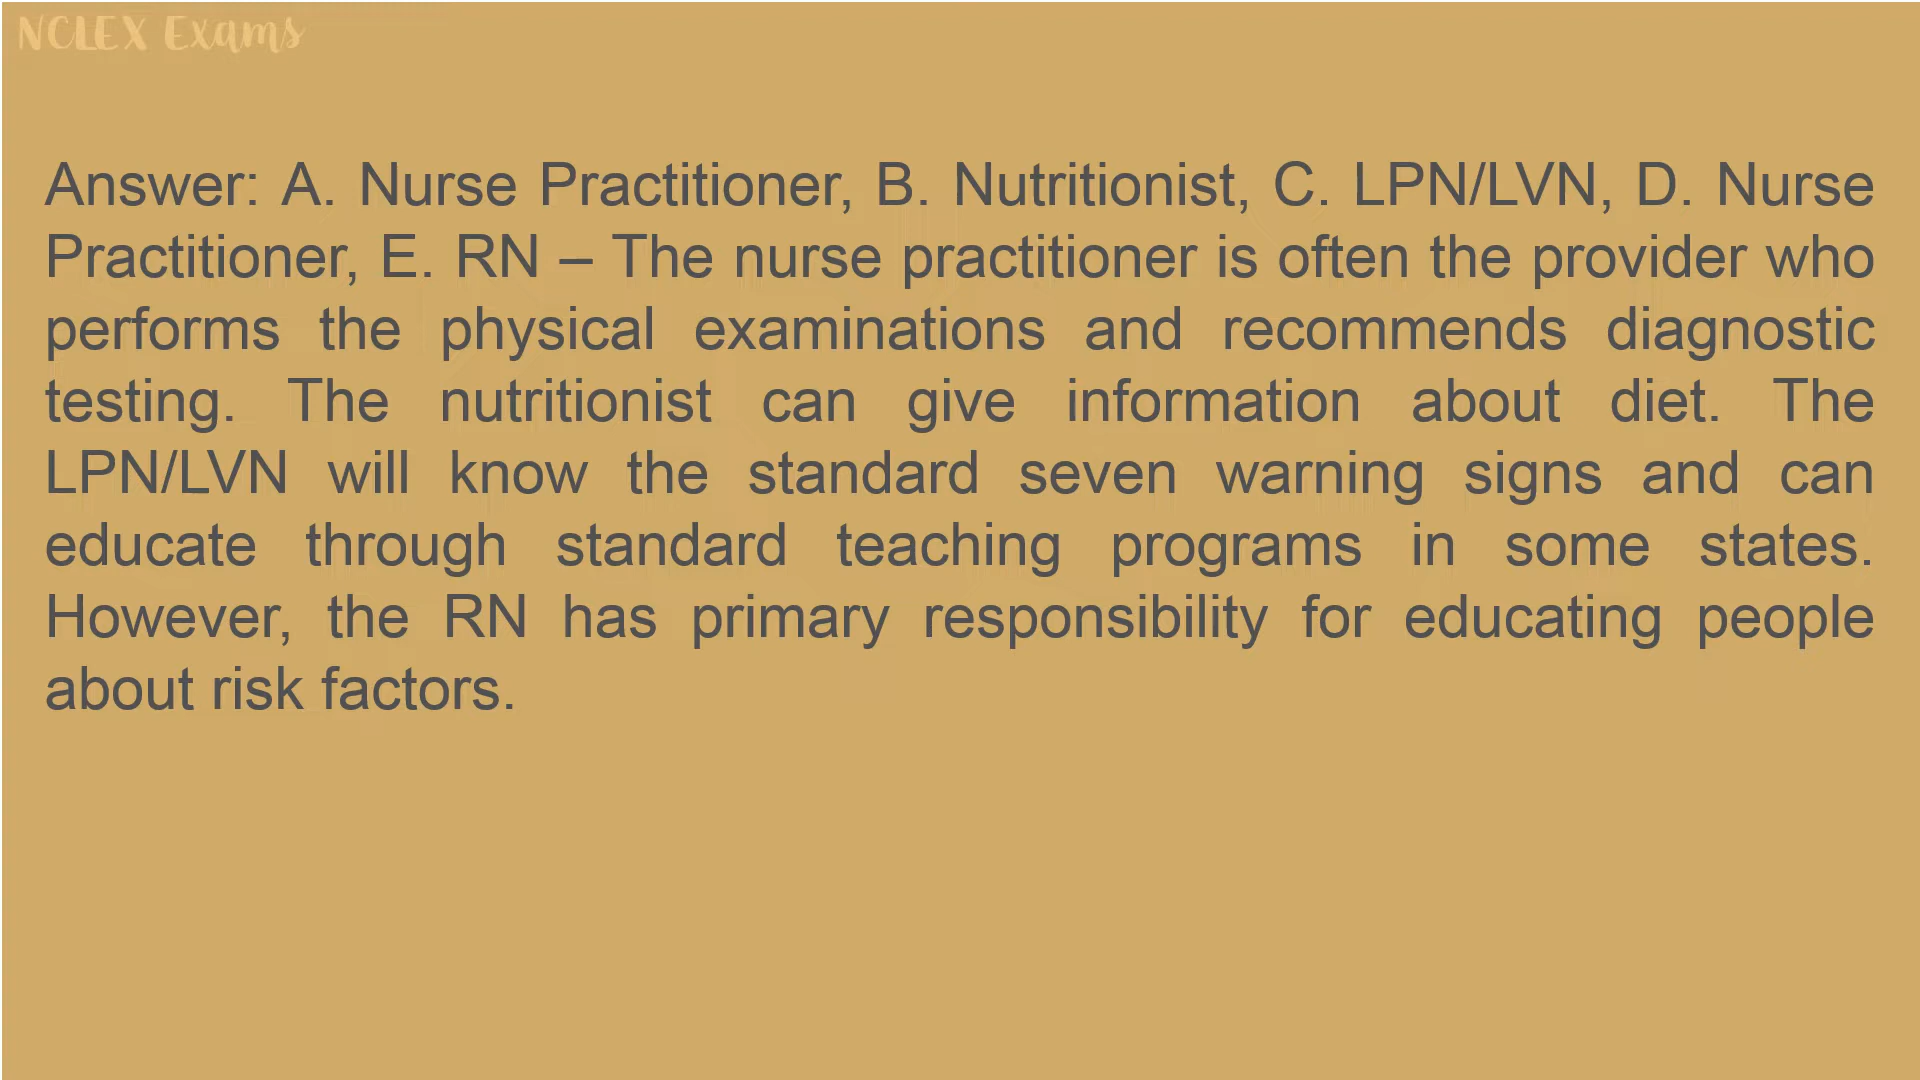 NCLEX Exams
Answer: A. Nurse Practitioner, B. Nutritionist, C. LPN/LVN, D. Nurse
Practitioner, E. RN – The nurse practitioner is often the provider who
performs the physical examinations and recommends diagnostic
testing. The nutritionist can give information about diet. The
LPN/LVN will know the standard seven warning signs and can
educate through standard teaching programs in some states.
However, the RN has primary responsibility for educating people
about risk factors.